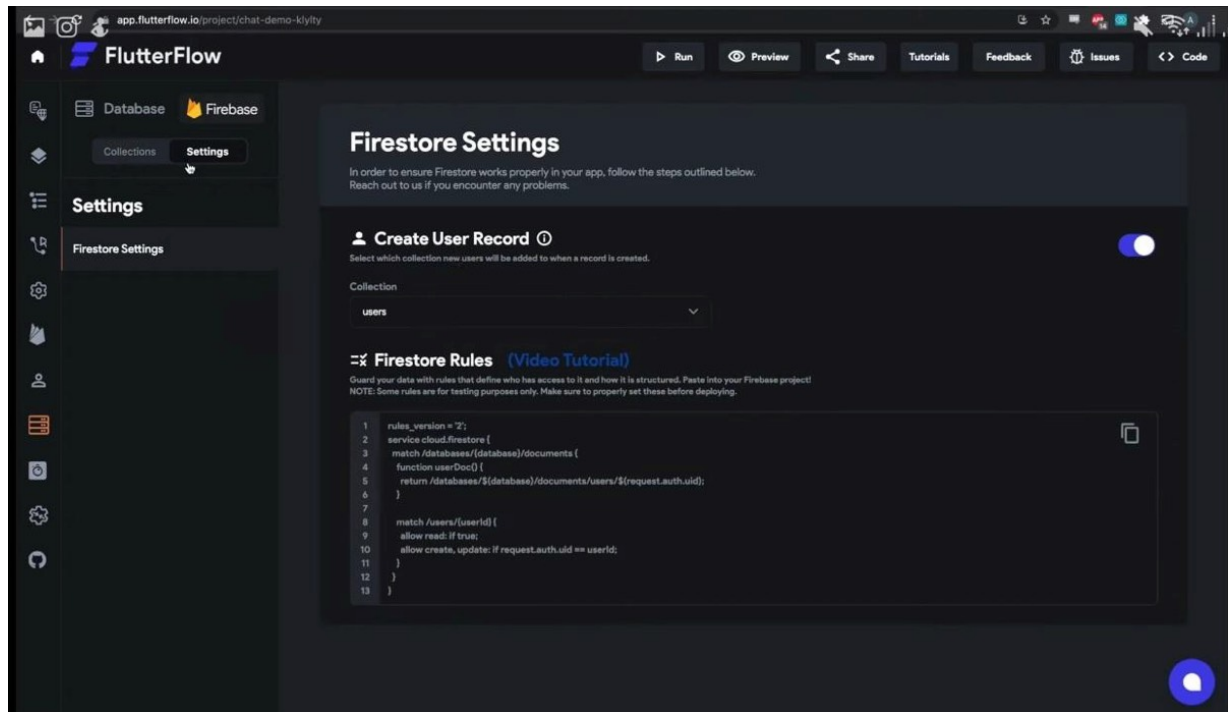 app.flutterflow.io/project/chat-demo-klylty
FlutterFlow
Run
Preview
Share
Tutorials
Feedback
Issues
<> Code
Database
Firebase
Collections
Settings
Settings
Firestore Settings
Firestore Settings
In order to ensure Firestore works properly in your app, follow the steps outlined below.
Reach out to us if you encounter any problems.
Create User Record
Select which collection new users will be added to when a record is created.
Collection
users
Firestore Rules (Video Tutorial)
Guard your data with rules that define who has access to it and how it is structured. Paste into your Firebase project!
NOTE: Some rules are for testing purposes only. Make sure to properly set these before deploying.
1 rules_version = '2';
2 service cloud.firestore {
3 match /databases/{database}/documents {
4 function userDoc() {
5 return /databases/$(database)/documents/users/$(request.auth.uid);
6 }
7
8 match /users/{userId} {
9 allow read: if true;
10 allow create, update: if request.auth.uid == userId;
11 }
12 }
13 }